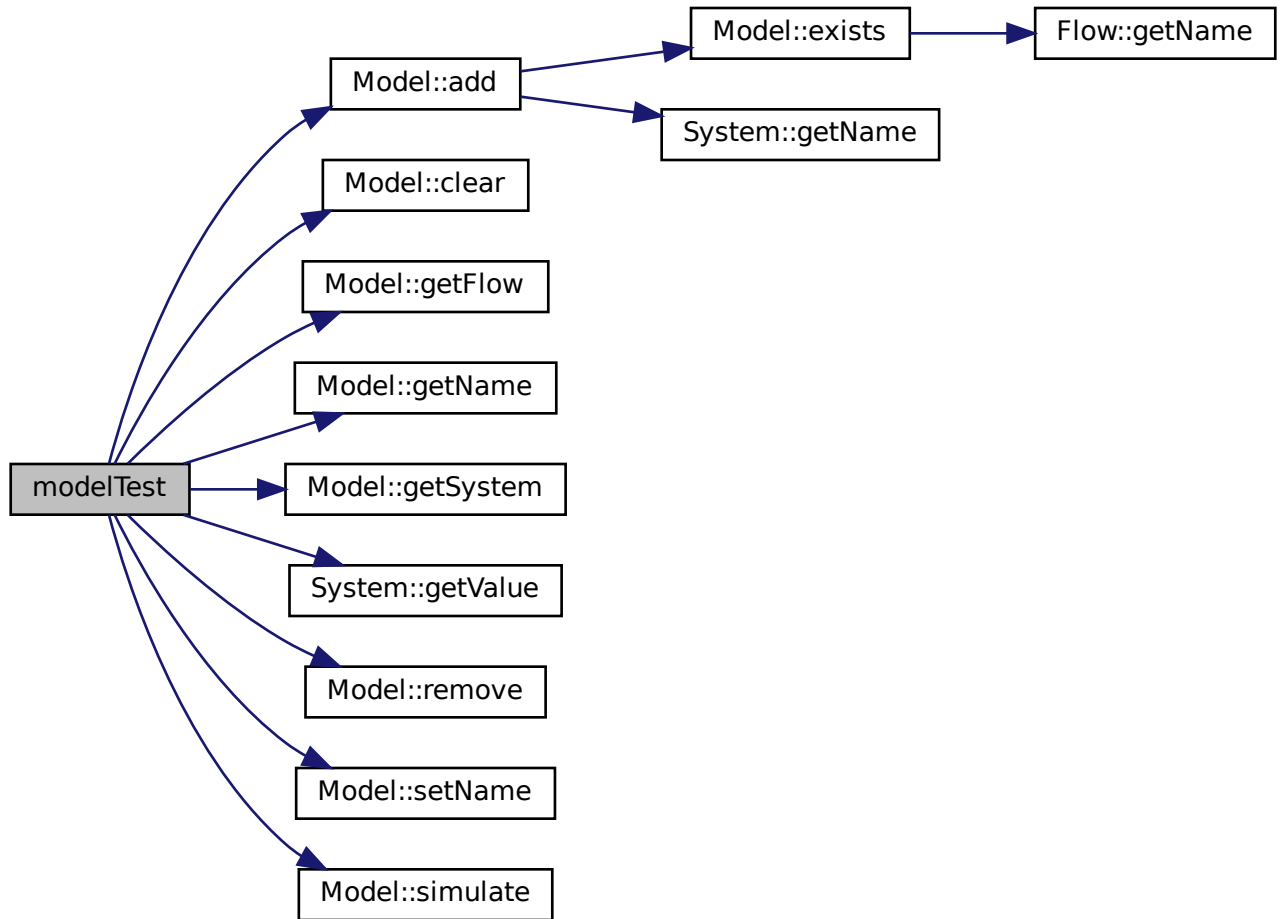 Model::exists
Flow::getName
Model::add
System::getName
Model::clear
Model::getFlow
Model::getName
modelTest
Model::getSystem
System::getValue
Model::remove
Model::setName
Model::simulate